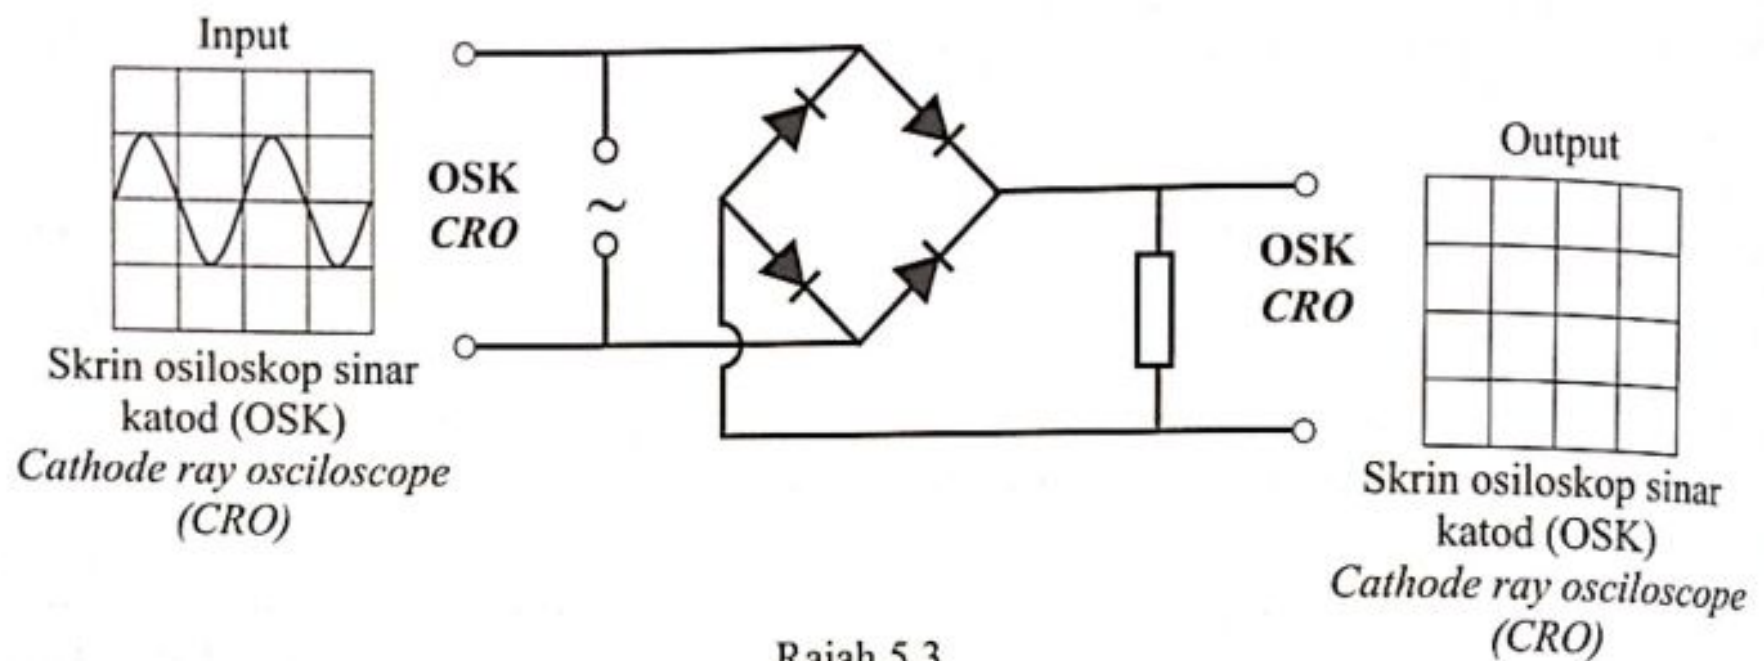 Input
OSK
CRO
Skrin osiloskop sinar
katod (OSK)
Cathode ray osciloscope
(CRO)
~
OSK
CRO
Output
Skrin osiloskop sinar
katod (OSK)
Cathode ray osciloscope
(CRO)
Rajah 5.3